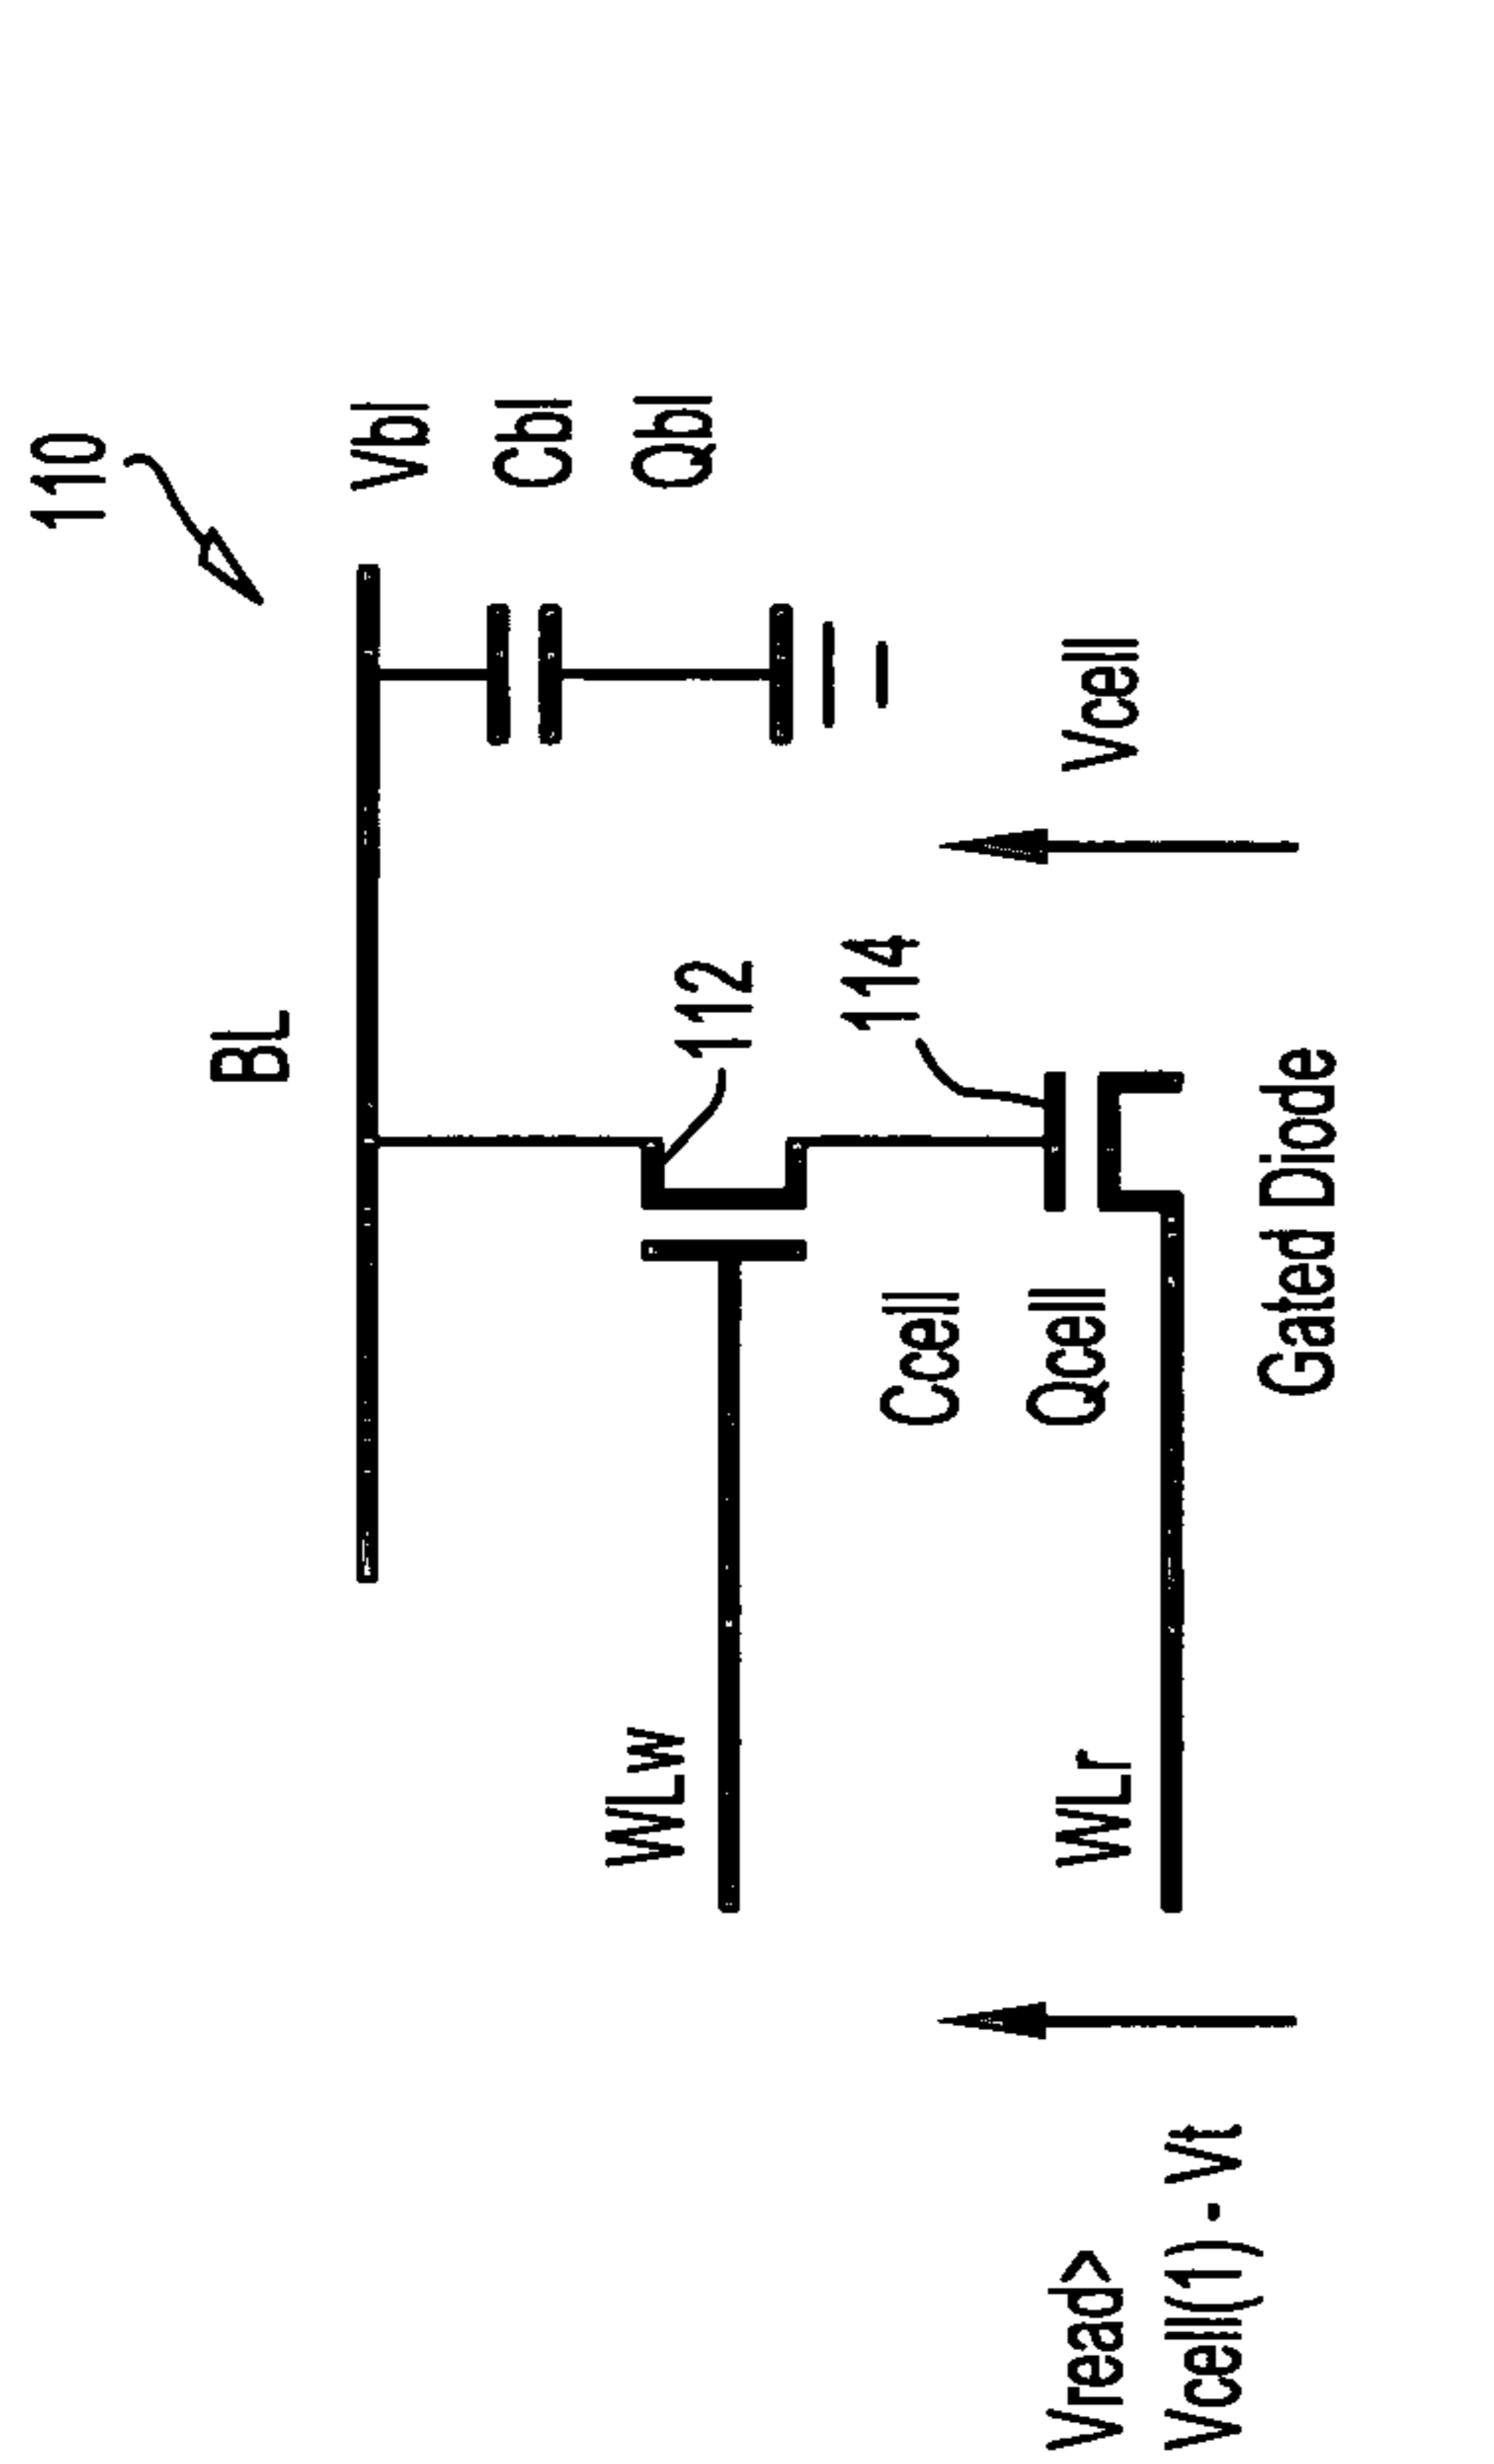 110
BL
Vbl
Cbl
Qbl
WLw
112
114
Ccell
Qcell
Vcell
WLr
Vread>
Vcell(1)- Vt
Gated Diode